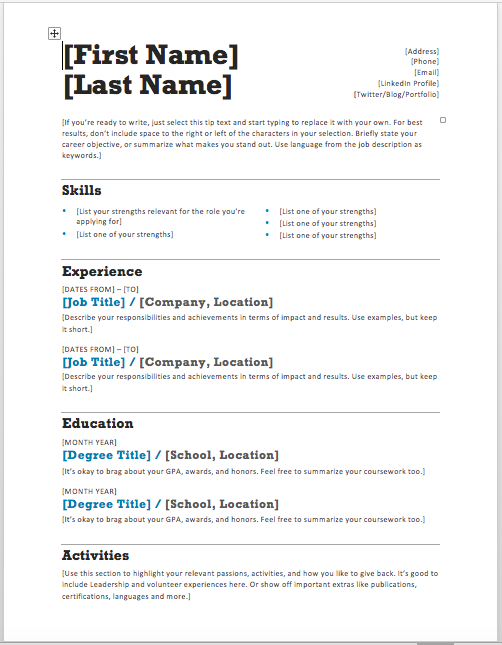 [First Name]
[Last Name]
[Address]
[Phone]
[Email]
[LinkedIn Profile]
[Twitter/Blog/Portfolio]
[If you're ready to write, just select this tip text and start typing to replace it with your own. For best
results, don't include space to the right or left of the characters in your selection. Briefly state your
career objective, or summarize what makes you stand out. Use language from the job description as
keywords.]
Skills
• [List your strengths relevant for the role you're
applying for]
• [List one of your strengths]
• [List one of your strengths]
• [List one of your strengths]
• [List one of your strengths]
Experience
[DATES FROM] – [TO]
[Job Title] / [Company, Location]
[Describe your responsibilities and achievements in terms of impact and results. Use examples, but keep
it short.]
[DATES FROM] – [TO]
[Job Title] / [Company, Location]
[Describe your responsibilities and achievements in terms of impact and results. Use examples, but keep
it short.]
Education
[MONTH YEAR]
[Degree Title] / [School, Location]
[It's okay to brag about your GPA, awards, and honors. Feel free to summarize your coursework too.]
[MONTH YEAR]
[Degree Title] / [School, Location]
[It's okay to brag about your GPA, awards, and honors. Feel free to summarize your coursework too.]
Activities
[Use this section to highlight your relevant passions, activities, and how you like to give back. It's good to
include Leadership and volunteer experiences here. Or show off important extras like publications,
certifications, languages and more.]